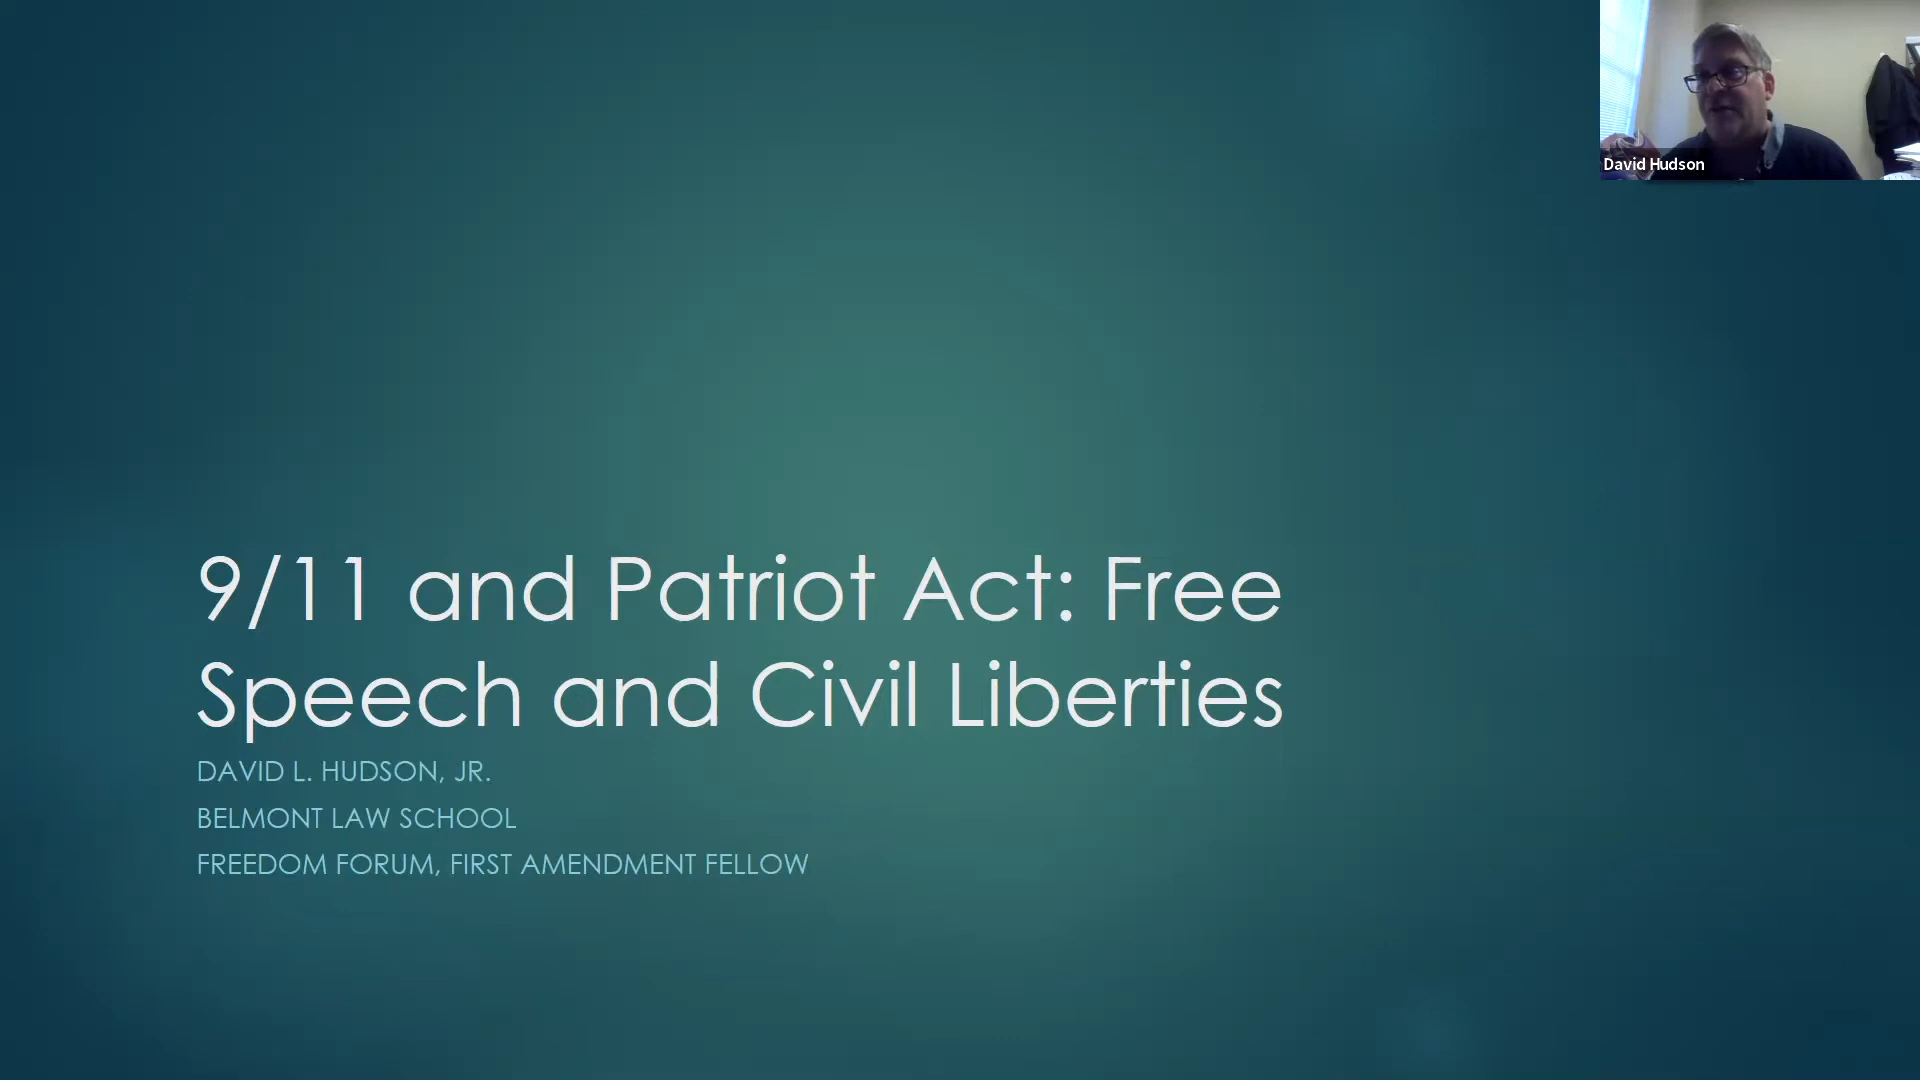 David Hudson
9/11 and Patriot Act: Free
Speech and Civil Liberties
DAVID L. HUDSON, JR.
BELMONT LAW SCHOOL
FREEDOM FORUM, FIRST AMENDMENT FELLOW